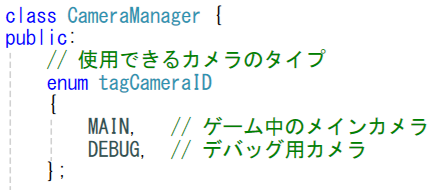 class CameraManager {
public:
// 使用できるカメラのタイプ
enum tagCameraID
{
MAIN,   // ゲーム中のメインカメラ
DEBUG,  // デバッグ用カメラ
};